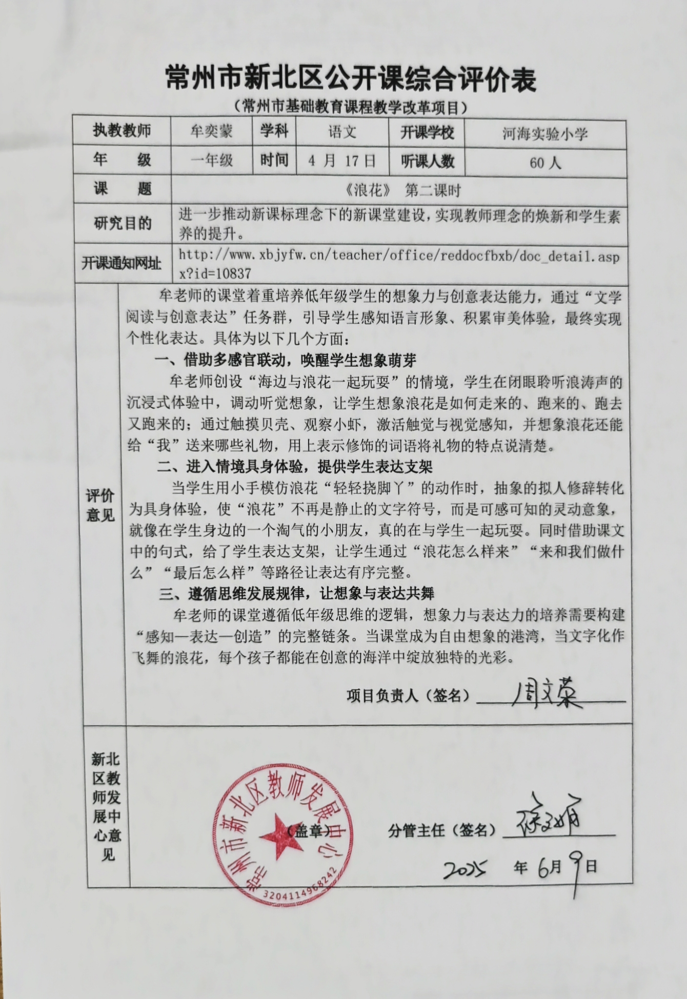 常州市新北区公开课综合评价表
（常州市基础教育课程教学改革项目）
执教教师 牟奕蒙 学科 语文 开课学校 河海实验小学
年 级 一年级 时间 4 月 17日 听课人数 60人
课 题 《浪花》 第二课时
研究目的 进一步推动新课标理念下的新课堂建设，实现教师理念的焕新和学生素
养的提升。
开课通知网址 http://www.xbjyfw.cn/teacher/office/reddocfbxb/doc_detail.asp
x?id=10837
评价
意见
牟老师的课堂着重培养低年级学生的想象力与创意表达能力，通过“文学
阅读与创意表达”任务群，引导学生感知语言形象、积累审美体验，最终实现
个性化表达。具体为以下几个方面：
一、借助多感官联动，唤醒学生想象萌芽
牟老师创设“海边与浪花一起玩耍”的情境，学生在闭眼聆听浪涛声的
沉浸式体验中，调动听觉想象，让学生想象浪花是如何走来的、跑来的、跑去
又跑来的；通过触摸贝壳、观察小虾，激活触觉与视觉感知，并想象浪花还能
给“我”送来哪些礼物，用上表示修饰的词语将礼物的特点说清楚。
二、进入情境具身体验，提供学生表达支架
当学生用小手模仿浪花“轻轻挠脚丫”的动作时，抽象的拟人修辞转化
为具身体验，使“浪花”不再是静止的文字符号，而是可感可知的灵动意象，
就像在学生身边的一个淘气的小朋友，真的在与学生一起玩耍。同时借助课文
中的句式，给了学生表达支架，让学生通过“浪花怎么样来”“来和我们做什
么”“最后怎么样”等路径让表达有序完整。
三、遵循思维发展规律，让想象与表达共舞
牟老师的课堂遵循低年级思维的逻辑，想象力与表达力的培养需要构建
“感知—表达—创造”的完整链条。当课堂成为自由想象的港湾，当文字化作
飞舞的浪花，每个孩子都能在创意的海洋中绽放独特的光彩。
项目负责人（签名） 周文荣
新北
区教
师发
展中
心意
见
常州市新北区教师发展中心
（盖章）
3204114968242
分管主任（签名）
2025 年 6月 9日